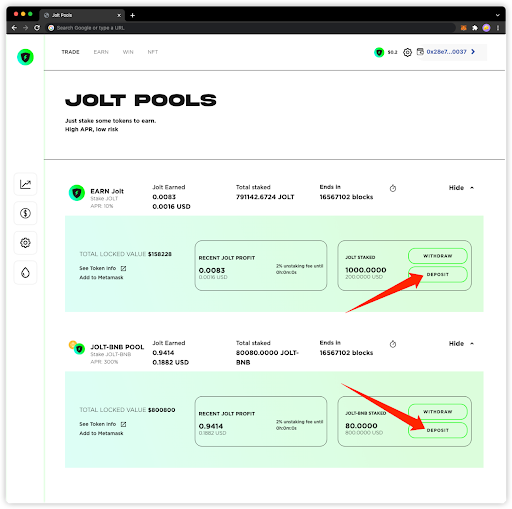 Jolt Pools
Search Google or type a URL
TRADE EARN WIN NFT
$0.2
0x28e7...0037
JOLT POOLS
Just stake some tokens to earn.
High APR, low risk
EARN Jolt
Stake JOLT
APR: 10%
Jolt Earned
0.0083
0.0016 USD
Total staked
791142.6724 JOLT
Ends in
16567102 blocks
Hide
TOTAL LOCKED VALUE $158228
See Token Info
Add to Metamask
RECENT JOLT PROFIT
0.0083
0.0016 USD
2% unstaking fee until
0h:0m:0s
JOLT STAKED
1000.0000
200.0000 USD
WITHDRAW
DEPOSIT
JOLT-BNB POOL
Stake JOLT-BNB
APR: 300%
Jolt Earned
0.9414
0.1882 USD
Total staked
80080.0000 JOLT-
BNB
Ends in
16567102 blocks
Hide
TOTAL LOCKED VALUE $800800
See Token Info
Add to Metamask
RECENT JOLT PROFIT
0.9414
0.1882 USD
2% unstaking fee until
0h:0m:0s
JOLT-BNB STAKED
80.0000
800.0000 USD
WITHDRAW
DEPOSIT